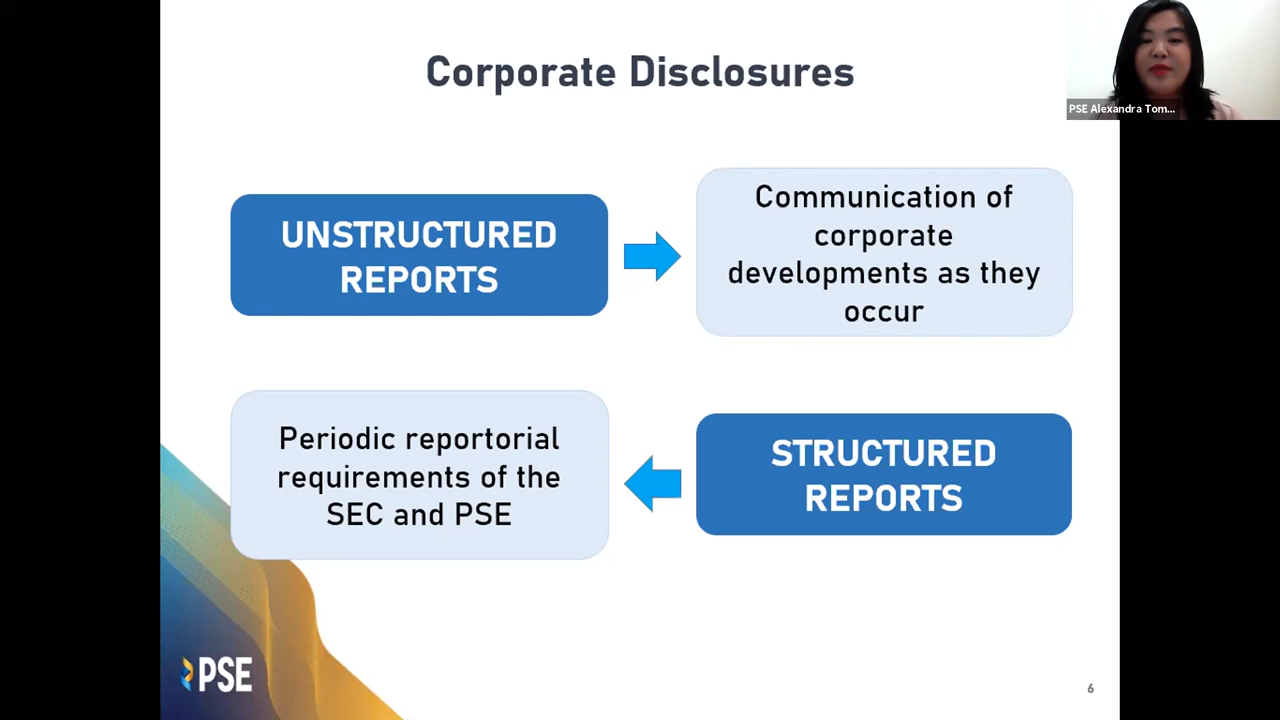 Corporate Disclosures
PSE Alexandra Tom...
UNSTRUCTURED
REPORTS
Communication of
corporate
developments as they
occur
Periodic reportorial
requirements of the
SEC and PSE
STRUCTURED
REPORTS
PSE
6